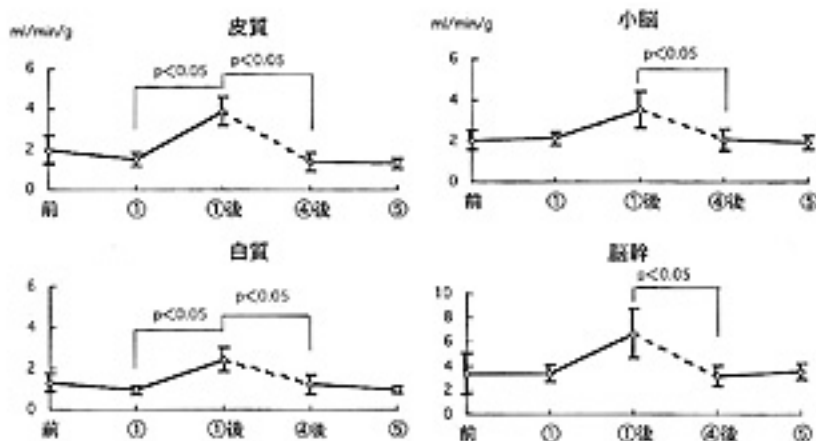 ml/min/g
皮質
p<0.05 p<0.05
6
4
2
0
前 ① ①後 ④後 ⑤
小脳
p<0.05
6
4
2
0
前 ① ①後 ④後 ⑤
白質
p<0.05 p<0.05
6
4
2
0
前 ① ①後 ④後 ⑤
脳幹
p<0.05
10
8
6
4
2
0
前 ① ①後 ④後 ⑤